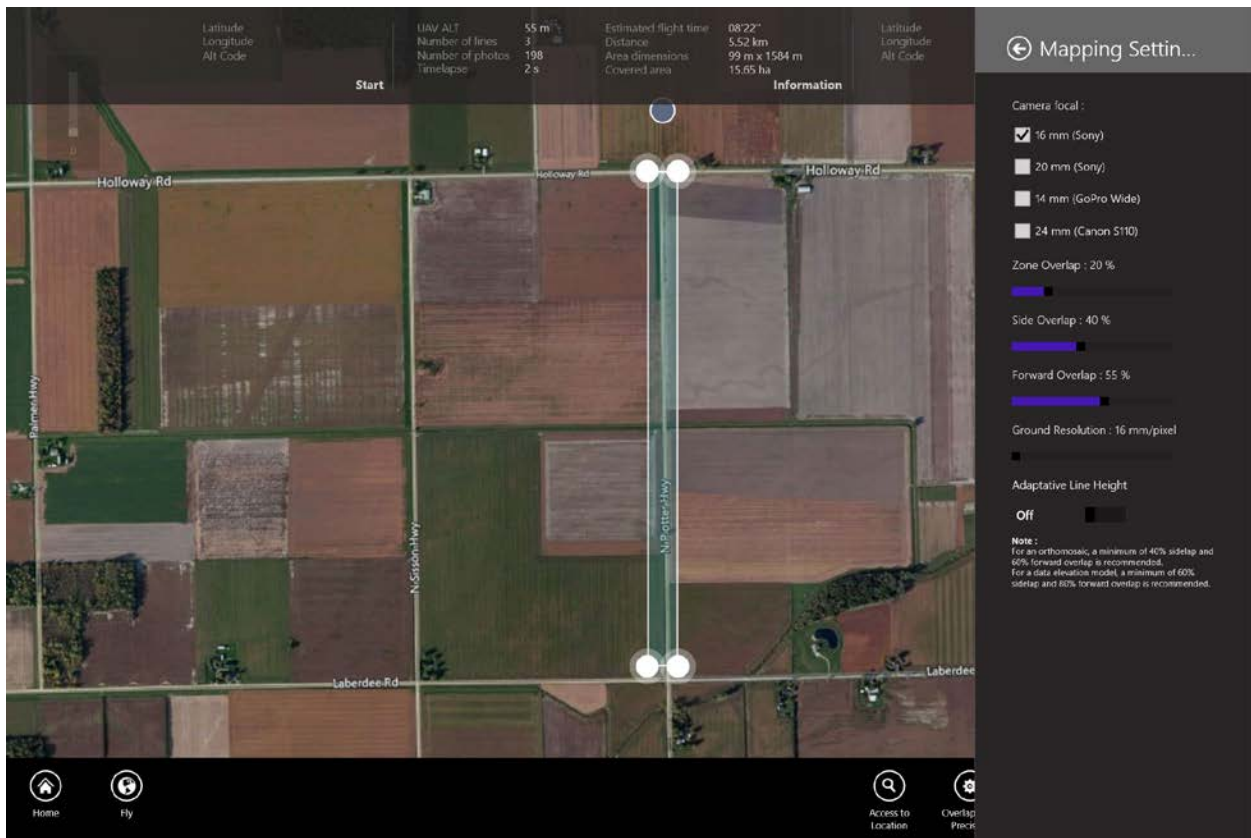 Latitude
Longitude
Alt Code
Start
UAV ALT 55 m
Number of lines 3
Number of photos 198
Timelapse 2 s
Estimated flight time 08'22''
Distance 5.52 km
Area dimensions 99 m x 1584 m
Covered area 15.65 ha
Information
Latitude
Longitude
Alt Code
Mapping Settin...
Camera focal :
16 mm (Sony)
20 mm (Sony)
14 mm (GoPro Wide)
24 mm (Canon S110)
Zone Overlap : 20 %
Side Overlap : 40 %
Forward Overlap : 55 %
Ground Resolution : 16 mm/pixel
Adaptative Line Height
Off
Note :
For an orthomosaic, a minimum of 40% sidelap and
60% forward overlap is recommended.
For a data elevation model, a minimum of 60%
sidelap and 80% forward overlap is recommended.
Holloway Rd
Holloway Rd
Holloway Rd
Palmer Hwy
N Sisson Hwy
N Rotter Hwy
Laberdee Rd
Laberdee
Home
Fly
Access to
Location
Overlap
Precis